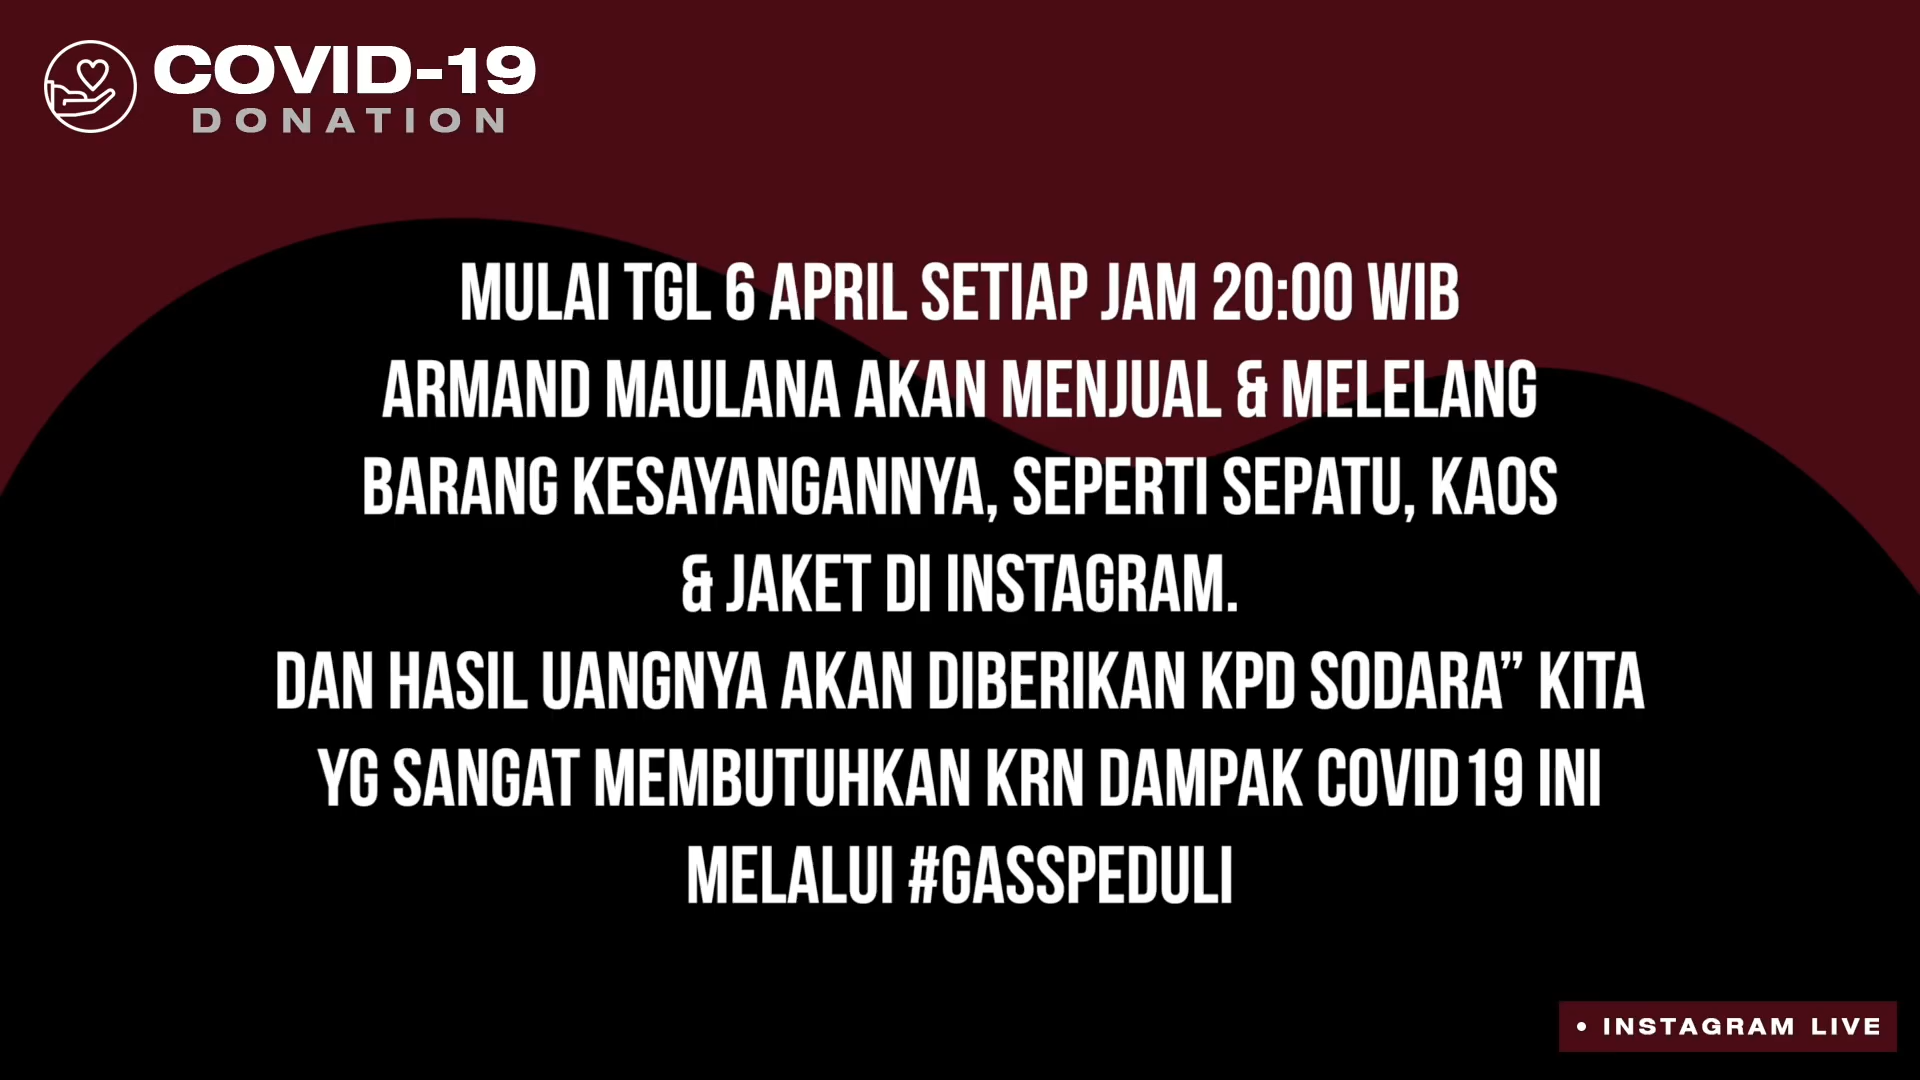 COVID-19
DONATION
MULAI TGL 6 APRIL SETIAP JAM 20:00 WIB
ARMAND MAULANA AKAN MENJUAL & MELELANG
BARANG KESAYANGANNYA, SEPERTI SEPATU, KAOS
& JAKET DI INSTAGRAM.
DAN HASIL UANGNYA AKAN DIBERIKAN KPD SODARA” KITA
YG SANGAT MEMBUTUHKAN KRN DAMPAK COVID19 INI
MELALUI #GASSPEDULI
• INSTAGRAM LIVE